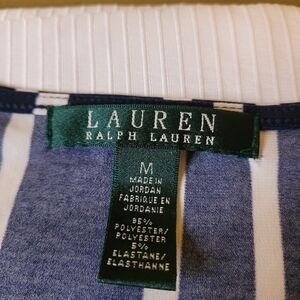 LAUREN
RALPH LAUREN
M
MADE IN
JORDAN
FABRIQUE EN
JORDANIE
95%
POLYESTER/
POLYESTER
5%
ELASTANE/
ELASTHANNE